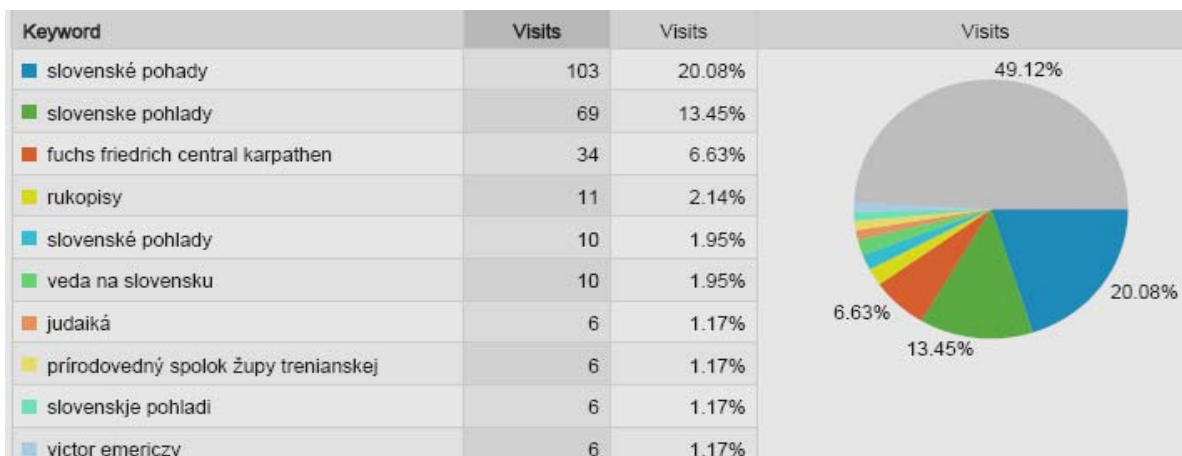 Keyword Visits Visits Visits
slovenské pohady 103 20.08%
slovenske pohlady 69 13.45%
fuchs friedrich central karpathen 34 6.63%
rukopisy 11 2.14%
slovenské pohlady 10 1.95%
veda na slovensku 10 1.95%
judaiká 6 1.17%
prírodovedný spolok župy trenianskej 6 1.17%
slovenskje pohladi 6 1.17%
victor emericzy 6 1.17%
49.12%
20.08%
6.63%
13.45%